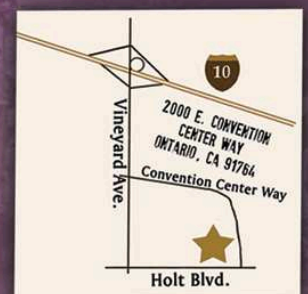 10
2000 E. CONVENTION
CENTER WAY
ONTARIO, CA 91764
Vineyard Ave.
Convention Center Way
Holt Blvd.